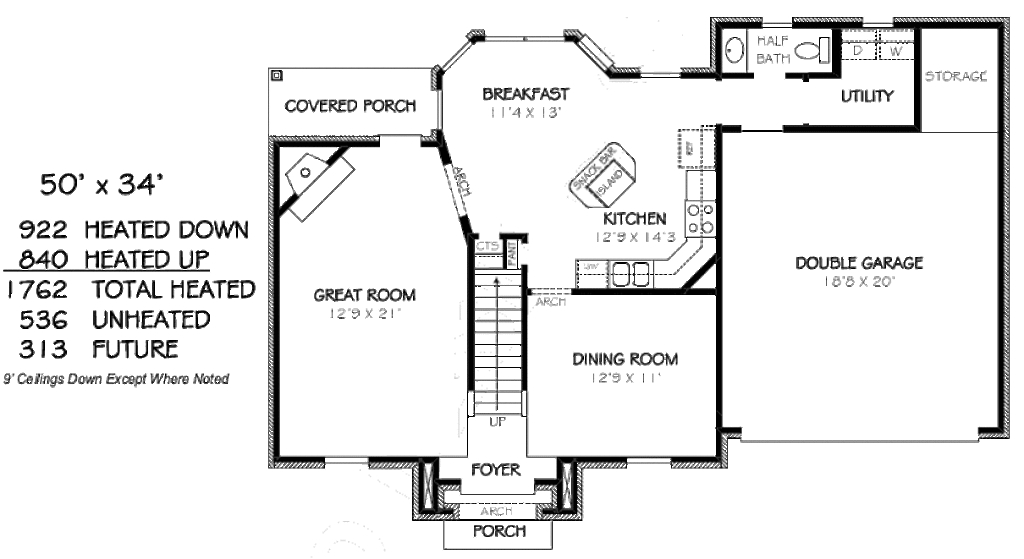 HALF
BATH
D W
STORAGE
UTILITY
COVERED PORCH
BREAKFAST
11'4 X 13'
REF
SNACK BAR
ISLAND
ARCH
50' x 34'
KITCHEN
12'9 X 14'3
922 HEATED DOWN
840 HEATED UP
1762 TOTAL HEATED
536 UNHEATED
313 FUTURE
9' Ceilings Down Except Where Noted
CTS
PANT
D/W
DOUBLE GARAGE
18'8 X 20'
GREAT ROOM
12'9 X 21'
ARCH
DINING ROOM
12'9 X 11'
UP
FOYER
ARCH
PORCH